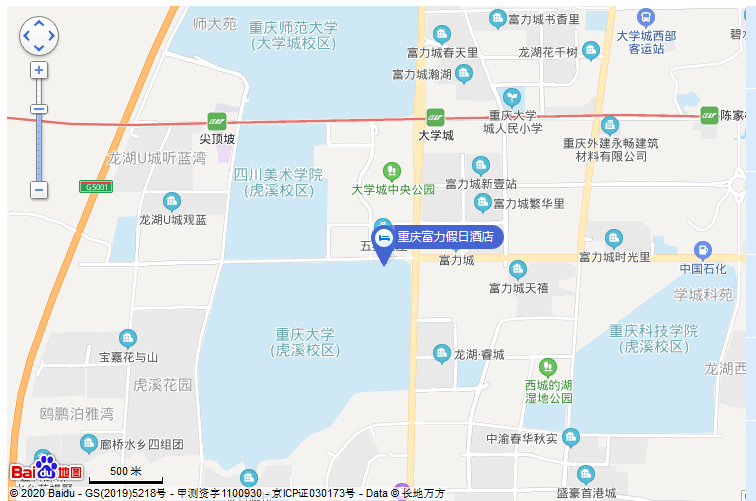 师大苑
重庆师范大学
(大学城校区)
富力城书香里
大学城西部
客运站
碧水
富力城春天里
龙湖花千树
富力城瀚湖
尖顶坡
大学城
重庆大学
城人民小学
陈家桥
重庆外建永畅建筑
材料有限公司
龙湖U城听蓝湾
四川美术学院
(虎溪校区)
大学城中央公园
富力城新壹站
G5001
龙湖U城观蓝
富力城繁华里
重庆富力假日酒店
富力城
富力城时光里
中国石化
富力城天禧
学城科苑
重庆大学
(虎溪校区)
重庆科技学院
(虎溪校区)
宝嘉花与山
龙湖·睿城
龙湖西
虎溪花园
西城的湖
湿地公园
鸥鹏泊雅湾
廊桥水乡四组团
中渝春华秋实
Baidu地图
500 米
盛豪首港城
© 2020 Baidu - GS(2019)5218号 - 甲测资字1100930 - 京ICP证030173号 - Data © 长地万方